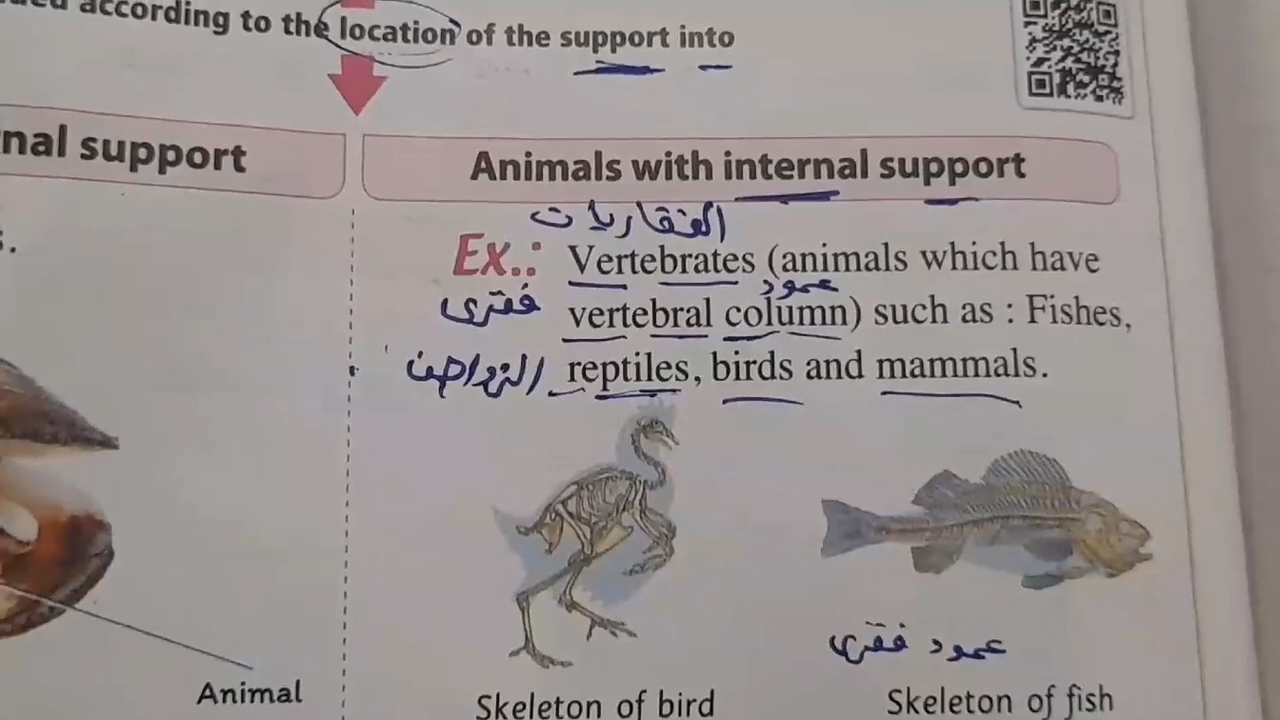 according to the location of the support into
nal support
Animals with internal support
الفقاريات
Ex.: Vertebrates (animals which have
عمود
فقرى vertebral column) such as : Fishes,
الزواحف reptiles, birds and mammals.
عمود فقرى
Animal
Skeleton of bird
Skeleton of fish